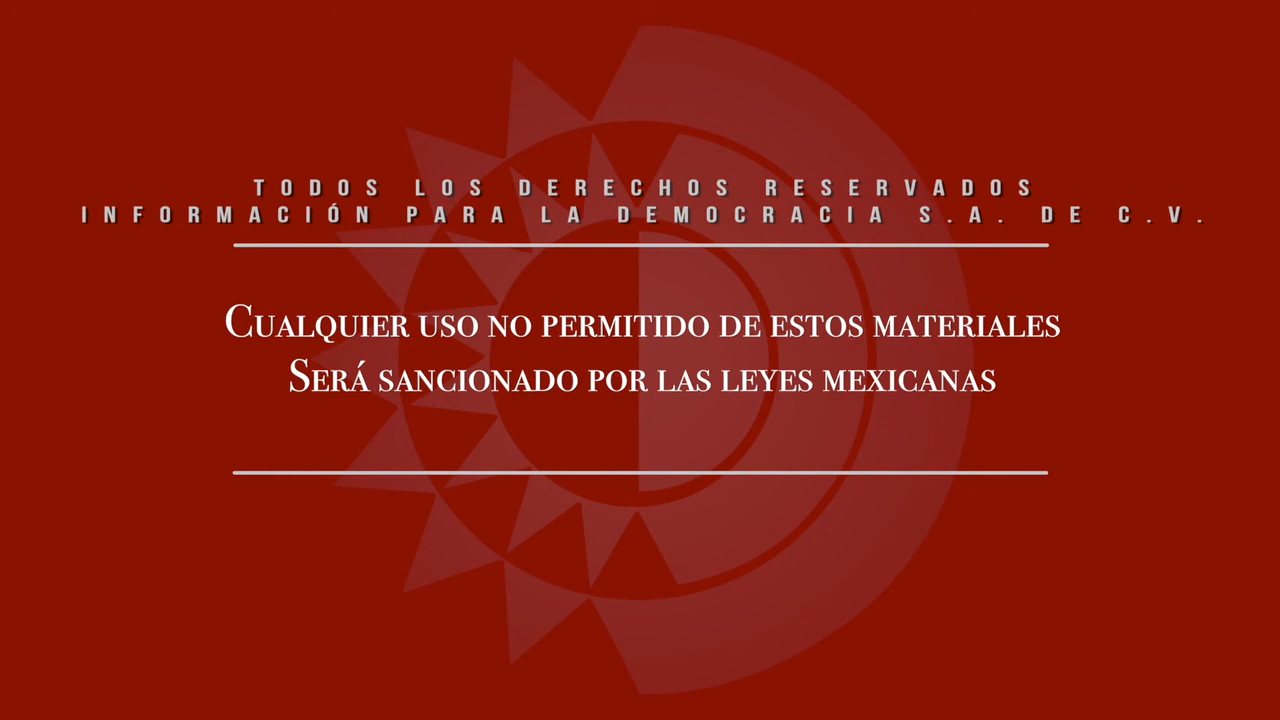 TODOS LOS DERECHOS RESERVADOS
INFORMACIÓN PARA LA DEMOCRACIA S.A. DE C.V.
Cualquier uso no permitido de estos materiales
Será sancionado por las leyes mexicanas